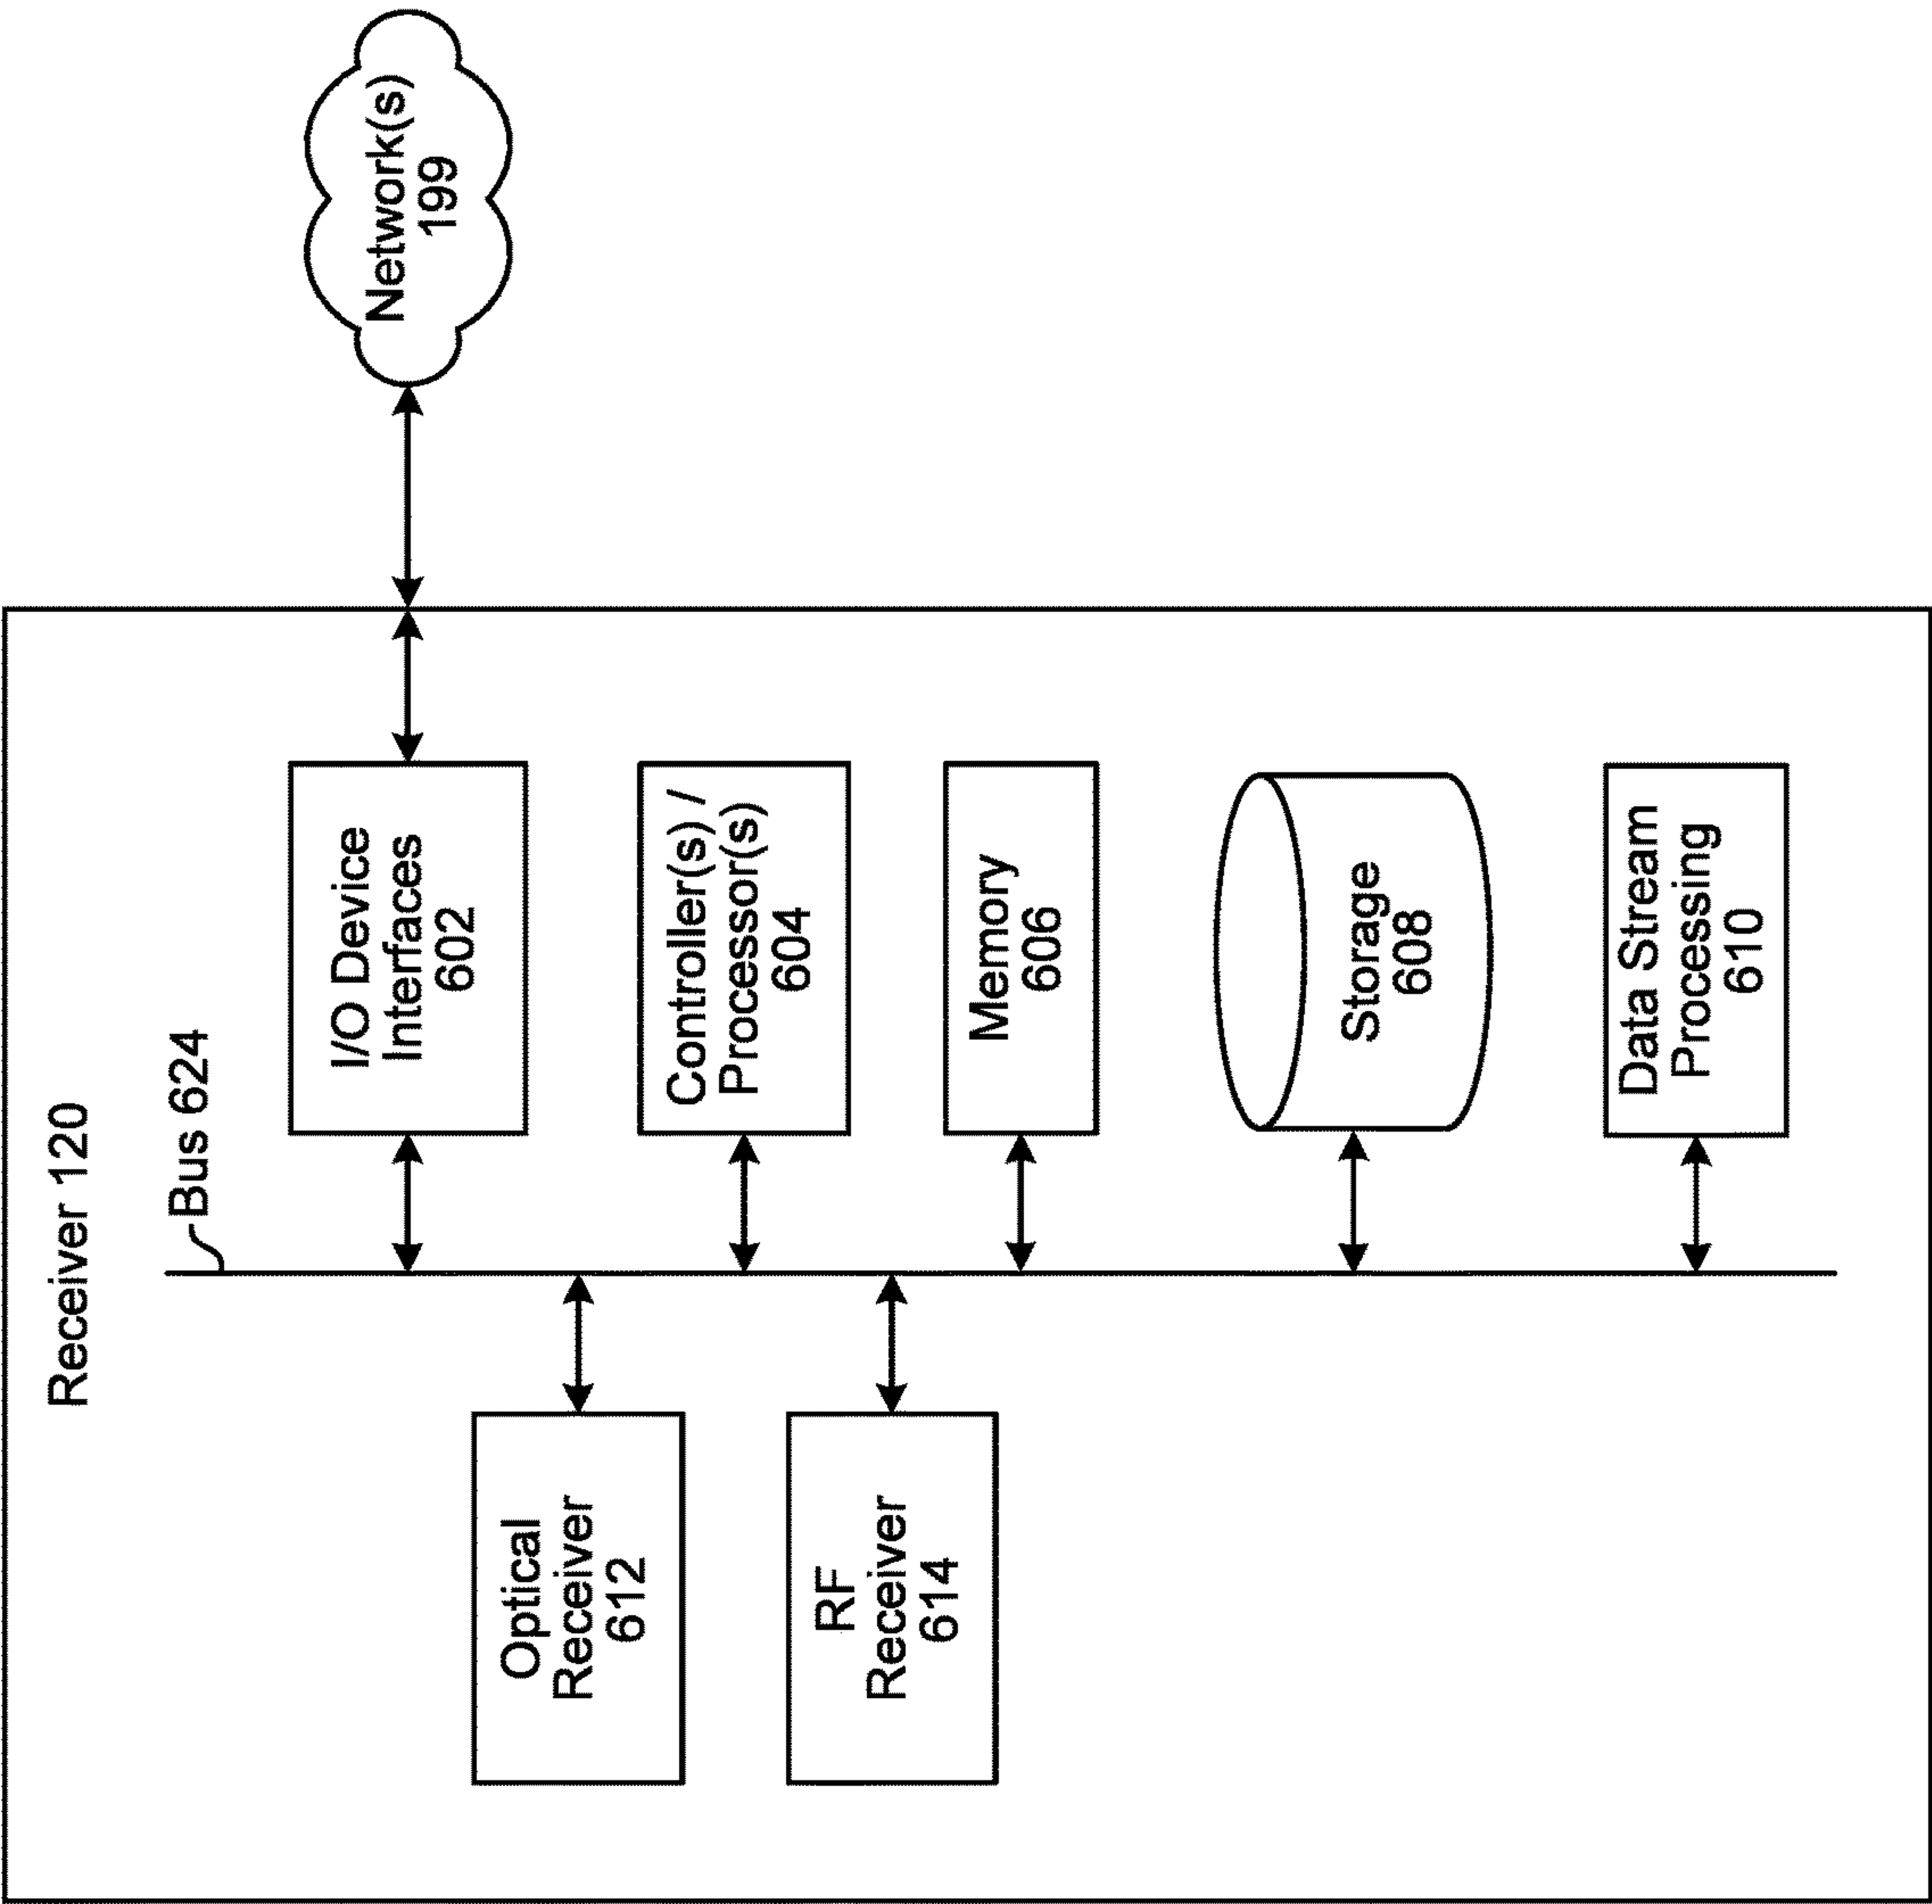 Receiver 120
Bus 624
I/O Device
Interfaces
602
Network(s)
199
Optical
Receiver
612
Controller(s) /
Processor(s)
604
RF
Receiver
614
Memory
606
Storage
608
Data Stream
Processing
610